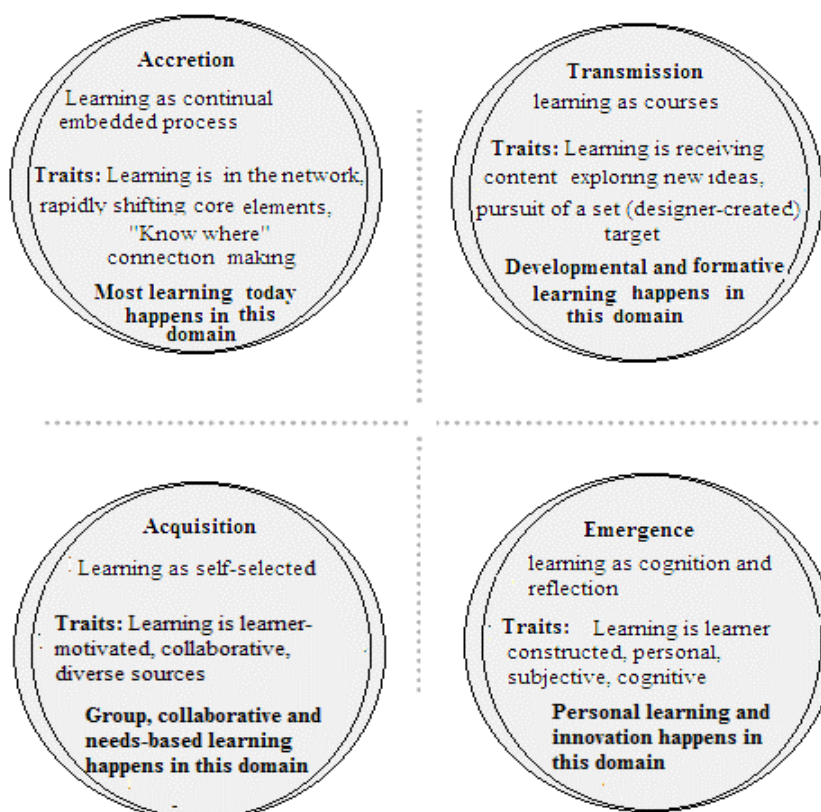 Accretion
Learning as continual
embedded process
Traits: Learning is in the network,
rapidly shifting core elements,
"Know where"
connection making
Most learning today
happens in this
domain
Transmission
learning as courses
Traits: Learning is receiving
content exploring new ideas,
pursuit of a set (designer-created)
target
Developmental and formative
learning happens in
this domain
Acquisition
Learning as self-selected
Traits: Learning is learner-
motivated, collaborative,
diverse sources
Group, collaborative and
needs-based learning
happens in this domain
Emergence
learning as cognition and
reflection
Traits: Learning is learner
constructed, personal,
subjective, cognitive
Personal learning and
innovation happens in
this domain